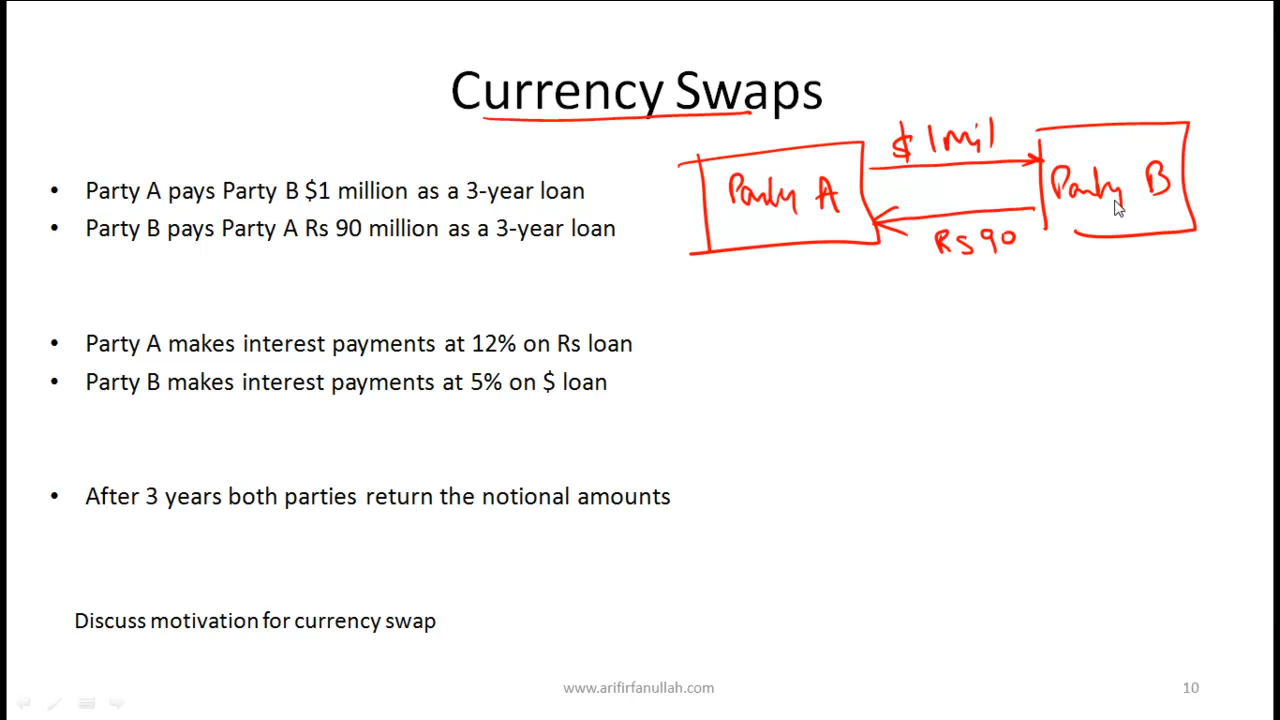 Currency Swaps
$ 1 mil
Party A
Party B
Rs 90
• Party A pays Party B $1 million as a 3-year loan
• Party B pays Party A Rs 90 million as a 3-year loan
• Party A makes interest payments at 12% on Rs loan
• Party B makes interest payments at 5% on $ loan
• After 3 years both parties return the notional amounts
Discuss motivation for currency swap
www.arifirfanullah.com
10